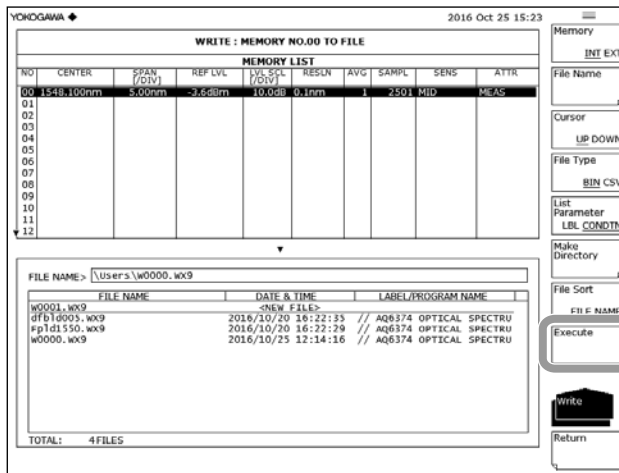 YOKOGAWA ◆ 2016 Oct 25 15:23
WRITE : MEMORY NO.00 TO FILE
MEMORY LIST
NO CENTER SPAN [/DIV] REF LVL LVL SCL [/DIV] RESLN AVG SAMPL SENS ATTR
00 1548.100nm 5.00nm -3.6dBm 10.0dB 0.1nm 1 2501 MID MEAS
01
02
03
04
05
06
07
08
09
10
11
12
FILE NAME> \Users\W0000.WX9
FILE NAME DATE & TIME LABEL/PROGRAM NAME
W0001.WX9 <NEW FILE>
dfbld005.WX9 2016/10/20 16:22:35 // AQ6374 OPTICAL SPECTRU
Fpld1550.WX9 2016/10/20 16:22:29 // AQ6374 OPTICAL SPECTRU
W0000.WX9 2016/10/25 12:14:16 // AQ6374 OPTICAL SPECTRU
TOTAL: 4FILES
Memory
INT EXT
File Name
Cursor
UP DOWN
File Type
BIN CSV
List
Parameter
LBL CONDTN
Make
Directory
File Sort
FILE NAME
Execute
Write
Return